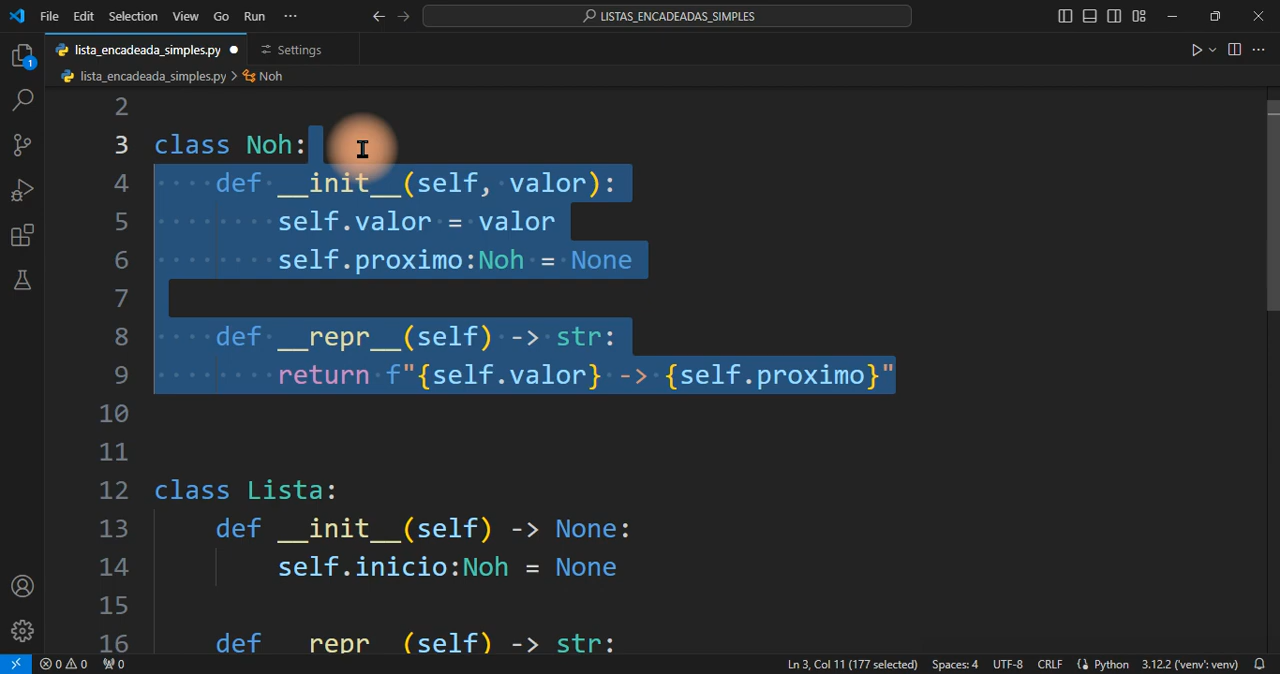 File Edit Selection View Go Run ··· LISTAS_ENCADEADAS_SIMPLES
lista_encadeada_simples.py Settings
lista_encadeada_simples.py > Noh
1
2
3 class Noh:
4 def __init__(self, valor):
5 self.valor = valor
6 self.proximo:Noh = None
7
8 def __repr__(self) -> str:
9 return f"{self.valor} -> {self.proximo}"
10
11
12 class Lista:
13 def __init__(self) -> None:
14 self.inicio:Noh = None
15
16 def __repr__(self) -> str:
0 0 0 Ln 3, Col 11 (177 selected) Spaces: 4 UTF-8 CRLF Python 3.12.2 ('venv': venv)